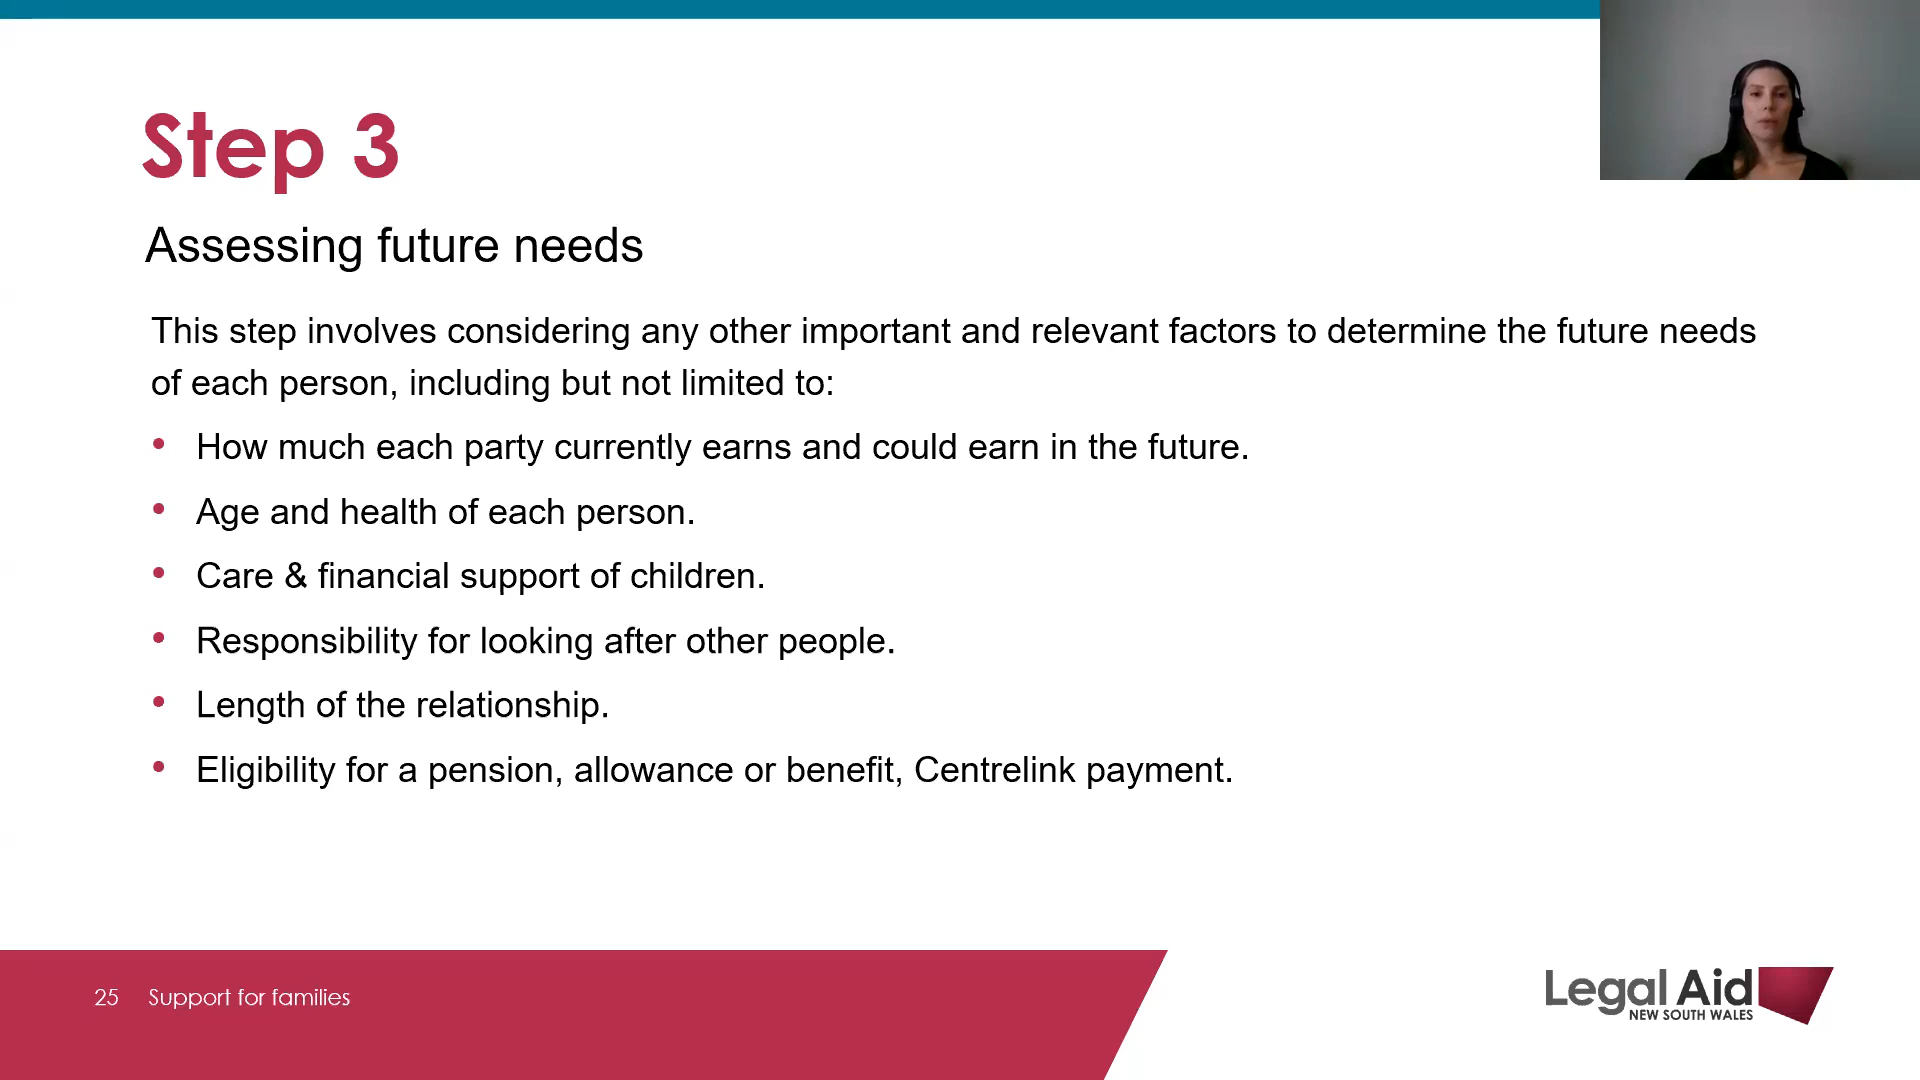 Step 3
Assessing future needs
This step involves considering any other important and relevant factors to determine the future needs
of each person, including but not limited to:
• How much each party currently earns and could earn in the future.
• Age and health of each person.
• Care & financial support of children.
• Responsibility for looking after other people.
• Length of the relationship.
• Eligibility for a pension, allowance or benefit, Centrelink payment.
25 Support for families
Legal Aid
NEW SOUTH WALES